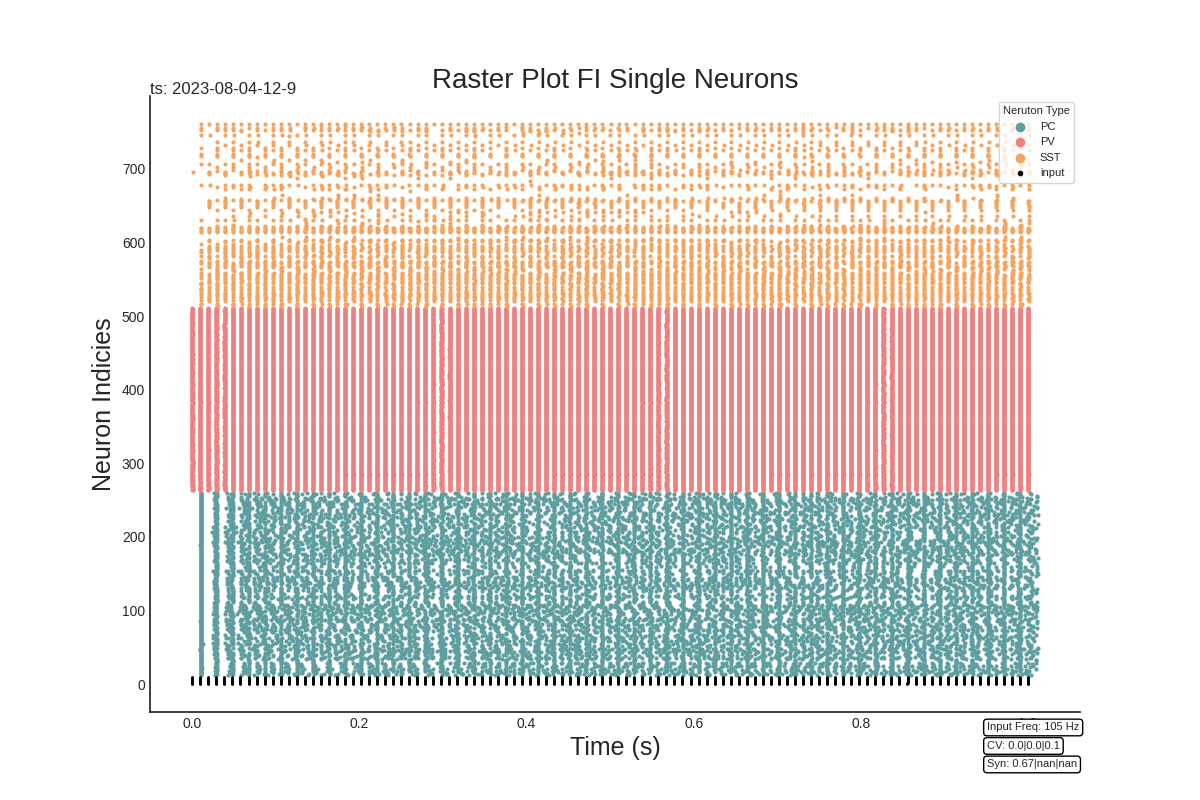 Raster Plot FI Single Neurons
ts: 2023-08-04-12-9
Neruton Type
PC
PV
SST
input
Neuron Indicies
700
600
500
400
300
200
100
0
0.0 0.2 0.4 0.6 0.8
Time (s)
Input Freq: 105 Hz
CV: 0.0|0.0|0.1
Syn: 0.67|nan|nan